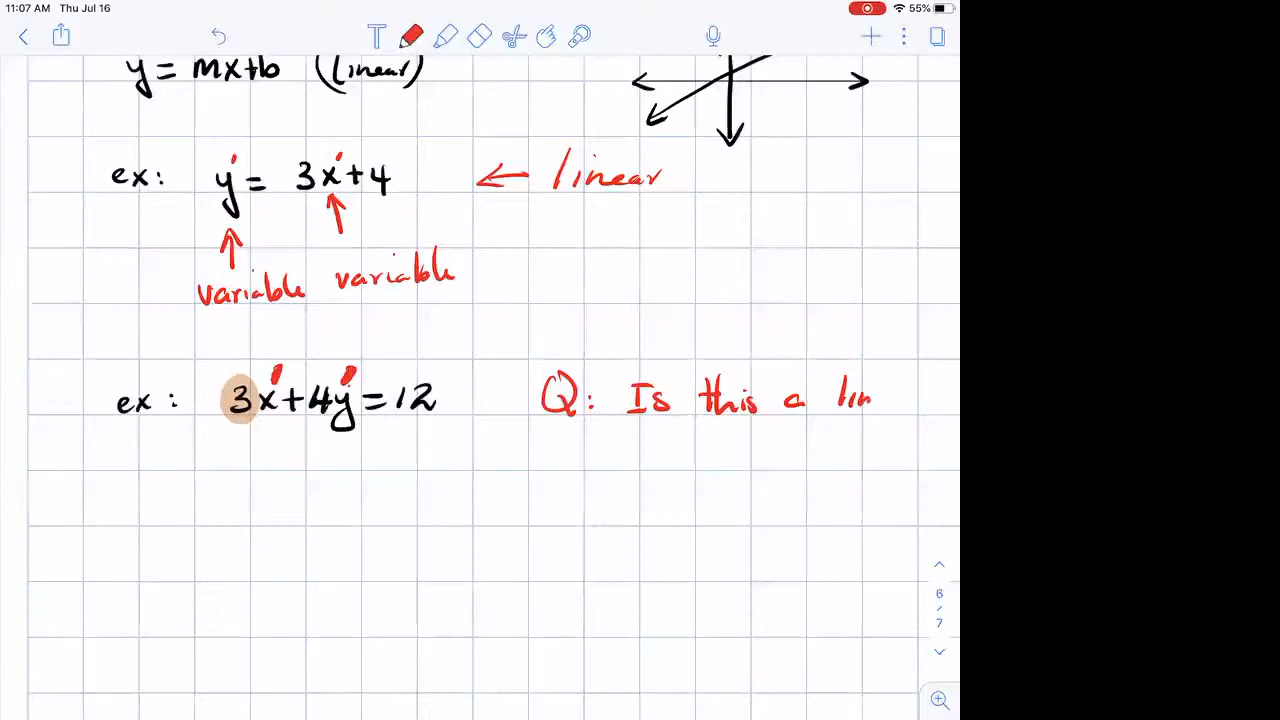 11:07 AM Thu Jul 16
55%
T
y = mx+b (linear)
ex: y = 3x+4 ← linear
variable variable
ex: 3x+4y=12 Q: Is this a lin
6
/
7